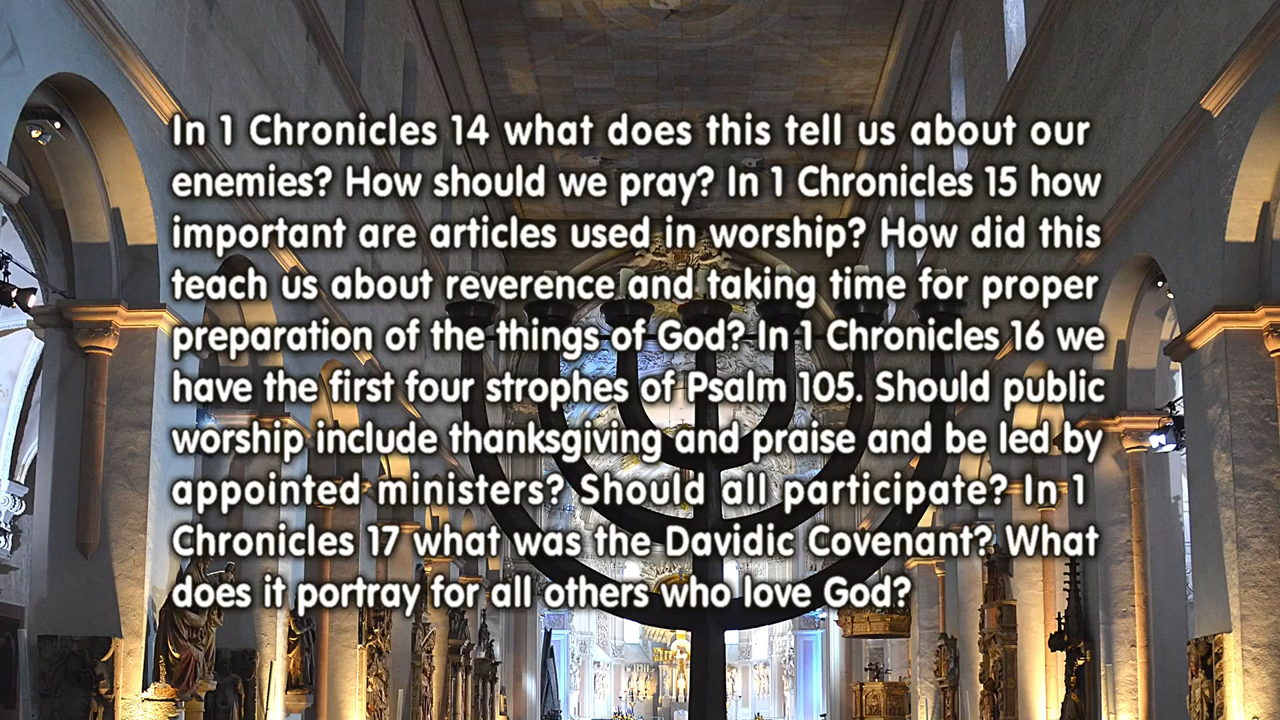 In 1 Chronicles 14 what does this tell us about our
enemies? How should we pray? In 1 Chronicles 15 how
important are articles used in worship? How did this
teach us about reverence and taking time for proper
preparation of the things of God? In 1 Chronicles 16 we
have the first four strophes of Psalm 105. Should public
worship include thanksgiving and praise and be led by
appointed ministers? Should all participate? In 1
Chronicles 17 what was the Davidic Covenant? What
does it portray for all others who love God?